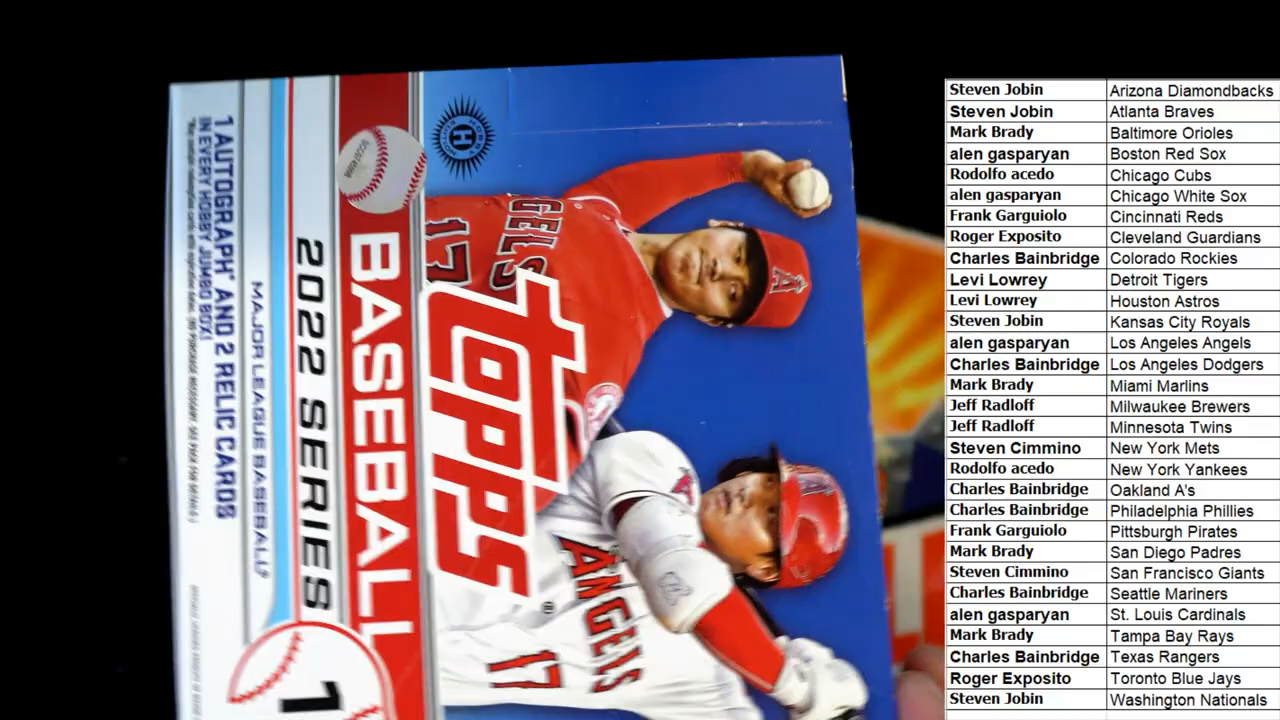 1 AUTOGRAPH* AND 2 RELIC CARDS
IN EVERY HOBBY JUMBO BOX!
MAJOR LEAGUE BASEBALL®
2022 SERIES
1
BASEBALL
topps®
H
HOBBY
EDITION
GELS
17
A
ANGELS
17
Steven Jobin Arizona Diamondbacks
Steven Jobin Atlanta Braves
Mark Brady Baltimore Orioles
alen gasparyan Boston Red Sox
Rodolfo acedo Chicago Cubs
alen gasparyan Chicago White Sox
Frank Garguiolo Cincinnati Reds
Roger Exposito Cleveland Guardians
Charles Bainbridge Colorado Rockies
Levi Lowrey Detroit Tigers
Levi Lowrey Houston Astros
Steven Jobin Kansas City Royals
alen gasparyan Los Angeles Angels
Charles Bainbridge Los Angeles Dodgers
Mark Brady Miami Marlins
Jeff Radloff Milwaukee Brewers
Jeff Radloff Minnesota Twins
Steven Cimmino New York Mets
Rodolfo acedo New York Yankees
Charles Bainbridge Oakland A's
Charles Bainbridge Philadelphia Phillies
Frank Garguiolo Pittsburgh Pirates
Mark Brady San Diego Padres
Steven Cimmino San Francisco Giants
Charles Bainbridge Seattle Mariners
alen gasparyan St. Louis Cardinals
Mark Brady Tampa Bay Rays
Charles Bainbridge Texas Rangers
Roger Exposito Toronto Blue Jays
Steven Jobin Washington Nationals